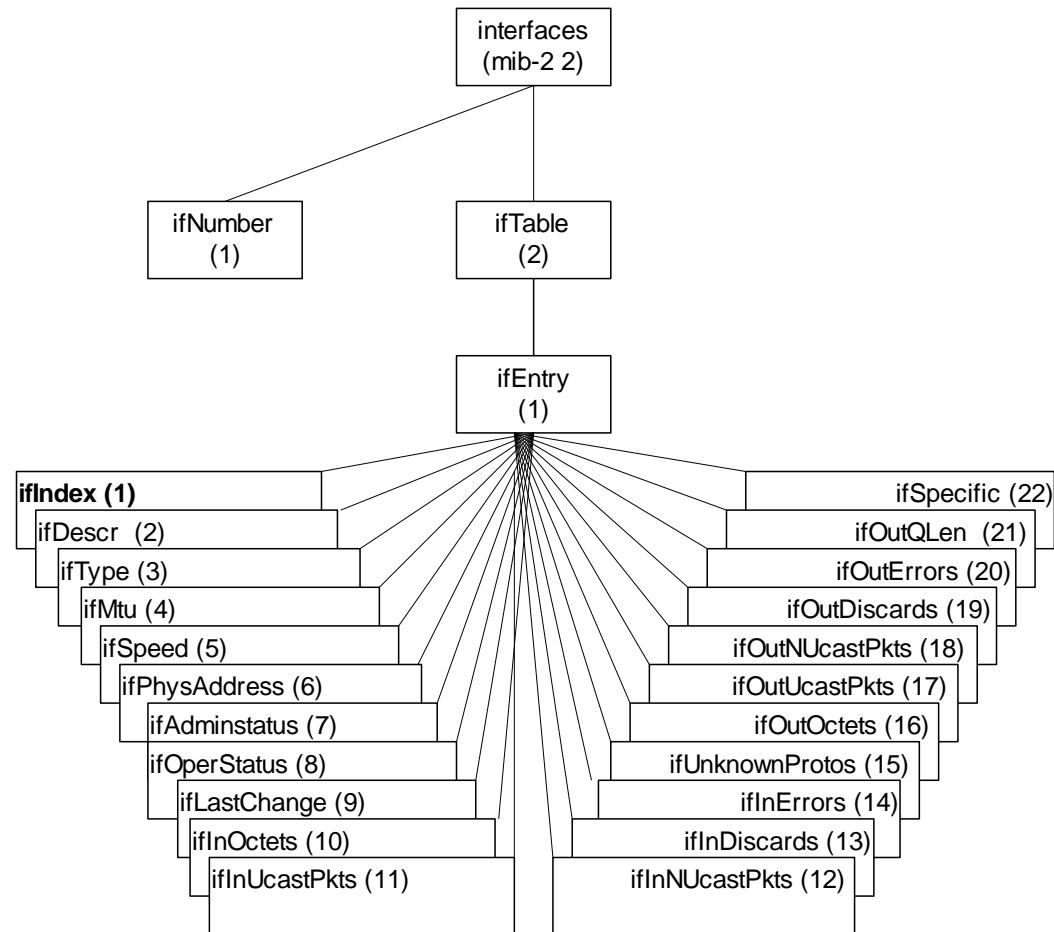 interfaces
(mib-2 2)
ifNumber
(1)
ifTable
(2)
ifEntry
(1)
ifIndex (1)
ifDescr (2)
ifType (3)
ifMtu (4)
ifSpeed (5)
ifPhysAddress (6)
ifAdminstatus (7)
ifOperStatus (8)
ifLastChange (9)
ifInOctets (10)
ifInUcastPkts (11)
ifSpecific (22)
ifOutQLen (21)
ifOutErrors (20)
ifOutDiscards (19)
ifOutNUcastPkts (18)
ifOutUcastPkts (17)
ifOutOctets (16)
ifUnknownProtos (15)
ifInErrors (14)
ifInDiscards (13)
ifInNUcastPkts (12)